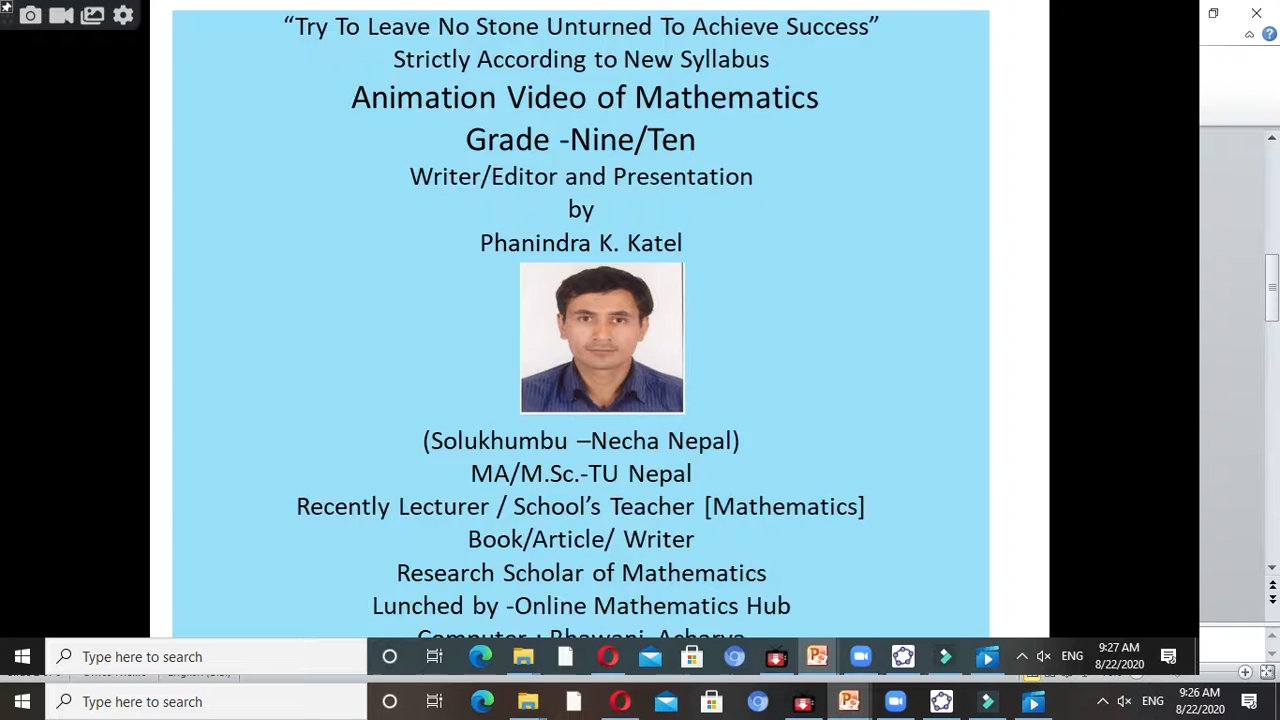 “Try To Leave No Stone Unturned To Achieve Success”
Strictly According to New Syllabus
Animation Video of Mathematics
Grade -Nine/Ten
Writer/Editor and Presentation
by
Phanindra K. Katel
(Solukhumbu –Necha Nepal)
MA/M.Sc.-TU Nepal
Recently Lecturer / School’s Teacher [Mathematics]
Book/Article/ Writer
Research Scholar of Mathematics
Lunched by -Online Mathematics Hub
Computer : Bhawani Acharya
Type here to search
ENG
9:27 AM
8/22/2020
Type here to search
ENG
9:26 AM
8/22/2020